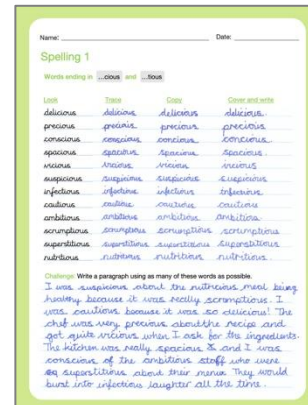 Name: Date:
Spelling 1
Words ending in ...cious and ...tious
Look Trace Copy Cover and write
delicious delicious delicious delicious
precious precious precious precious
conscious conscious concious concious
spacious spacious spacious spacious
vicious vicious vicious vicious
suspicious suspicious suspicious suspicious
infectious infectious infectious infectious
cautious cautious cautious cautious
ambitious ambitious ambitious ambitious
scrumptious scrumptious scrumptious scrumptious
superstitious superstitious superstitious superstitious
nutritious nutritious nutritious nutritious
Challenge: Write a paragraph using as many of these words as possible.
I was suspicious about the nutricious meal being
healthy because it was really scrumptious. I
was cautious because it was so delicious! The
chef was very precious about the recipe and
got quite vicious when I ask for the ingredients.
The kitchen was really spacious & and I was
conscious of the ambitious staff who were
superstitious about their menu. They would
burst into infectious laughter all the time.